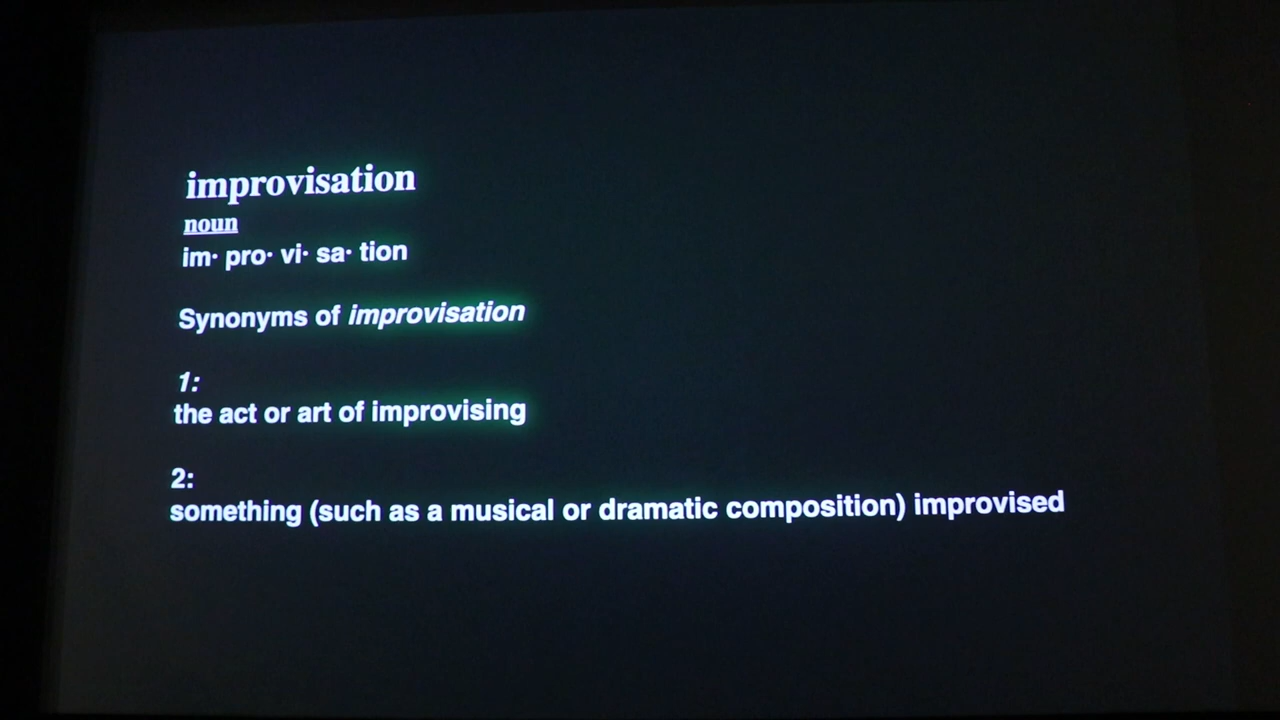 improvisation
noun
im· pro· vi· sa· tion
Synonyms of improvisation
1:
the act or art of improvising
2:
something (such as a musical or dramatic composition) improvised